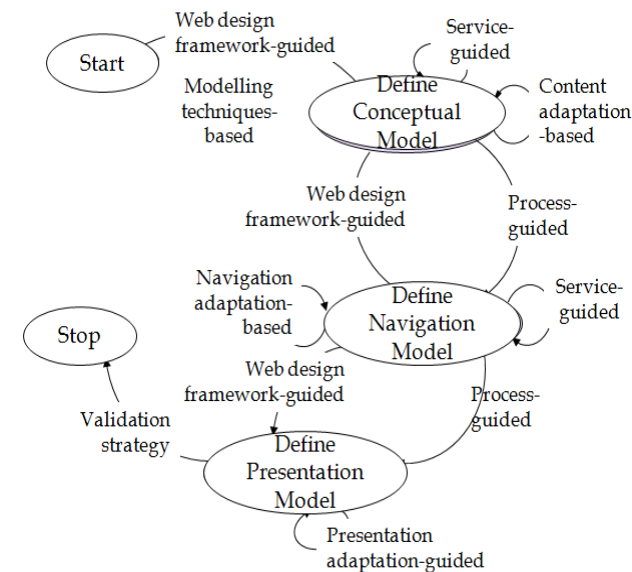 Web design
framework-guided
Start
Service-
guided
Modelling
techniques-
based
Define
Conceptual
Model
Content
adaptation
-based
Web design
framework-guided
Process-
guided
Navigation
adaptation-
based
Define
Navigation
Model
Service-
guided
Stop
Web design
framework-guided
Process-
guided
Validation
strategy
Define
Presentation
Model
Presentation
adaptation-guided